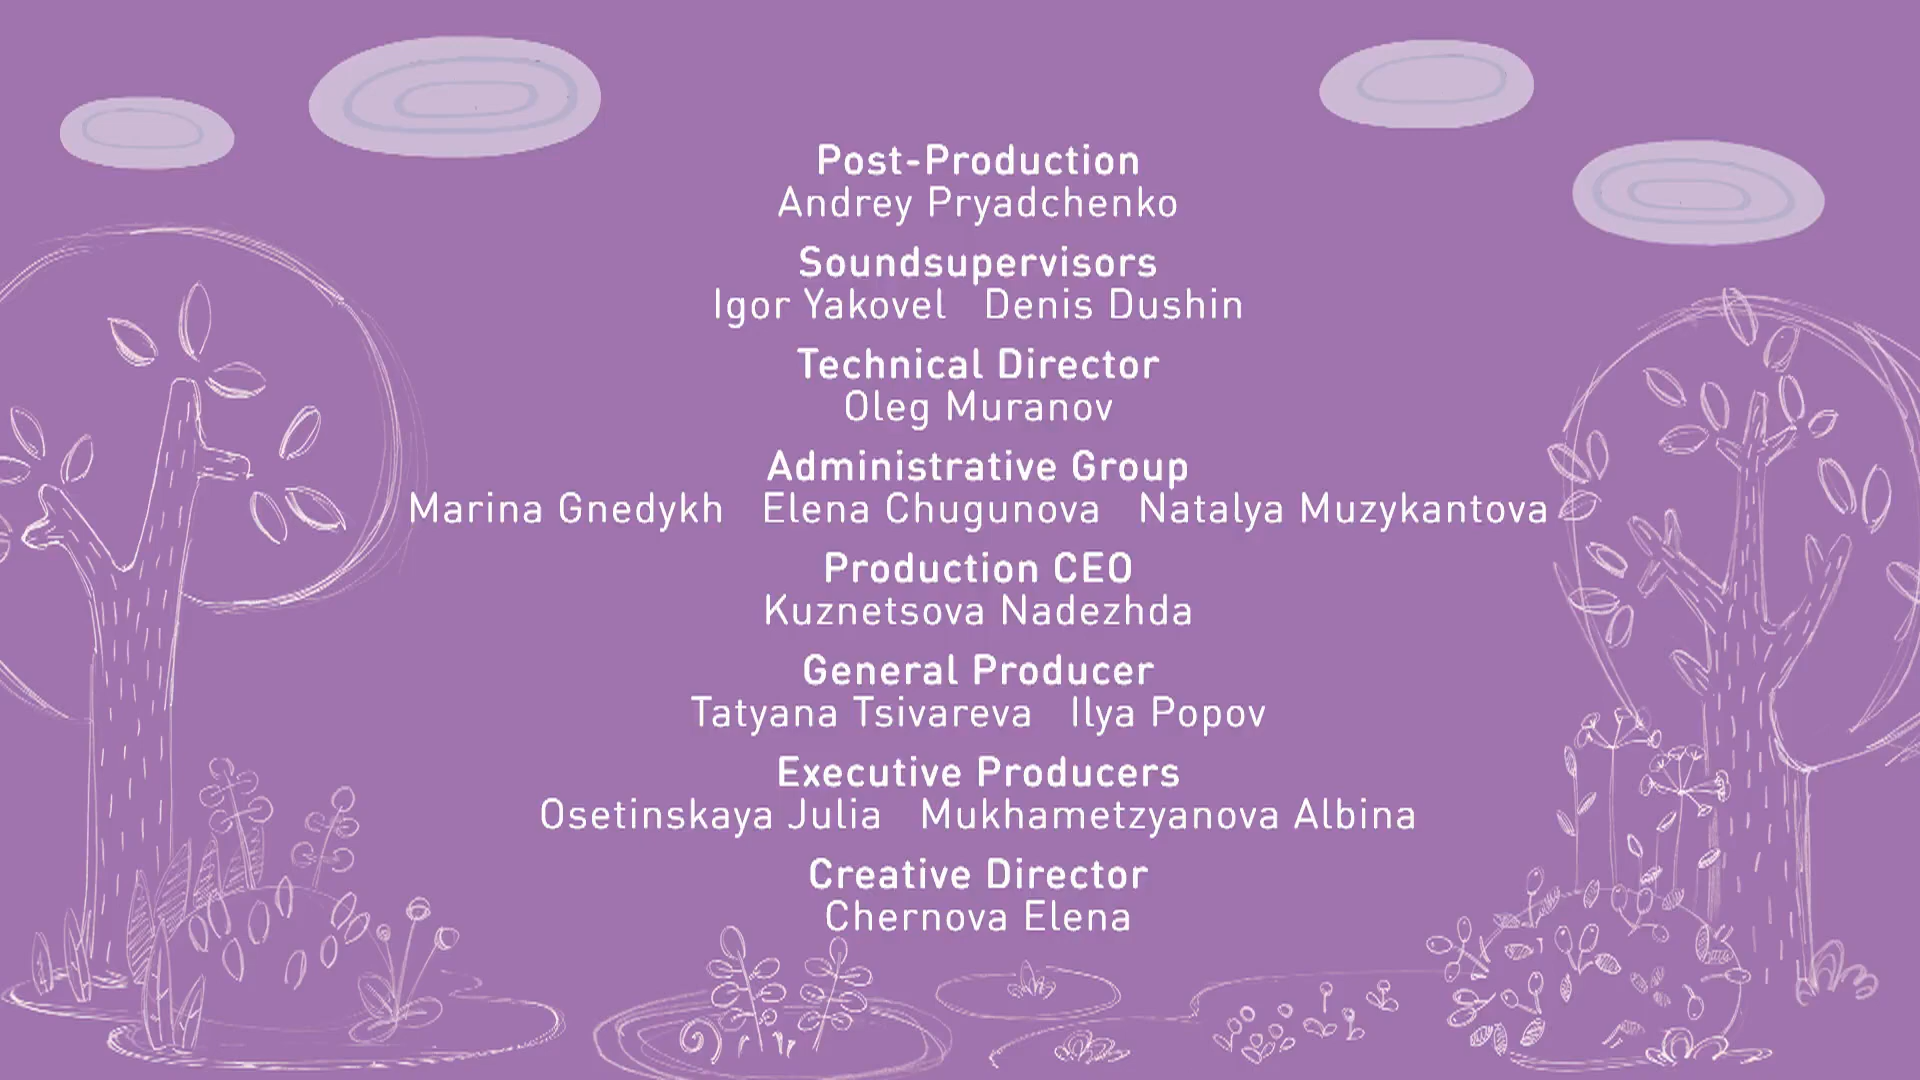 Post-Production
Andrey Pryadchenko
Soundsupervisors
Igor Yakovel Denis Dushin
Technical Director
Oleg Muranov
Administrative Group
Marina Gnedykh Elena Chugunova Natalya Muzykantova
Production CEO
Kuznetsova Nadezhda
General Producer
Tatyana Tsivareva Ilya Popov
Executive Producers
Osetinskaya Julia Mukhametzyanova Albina
Creative Director
Chernova Elena